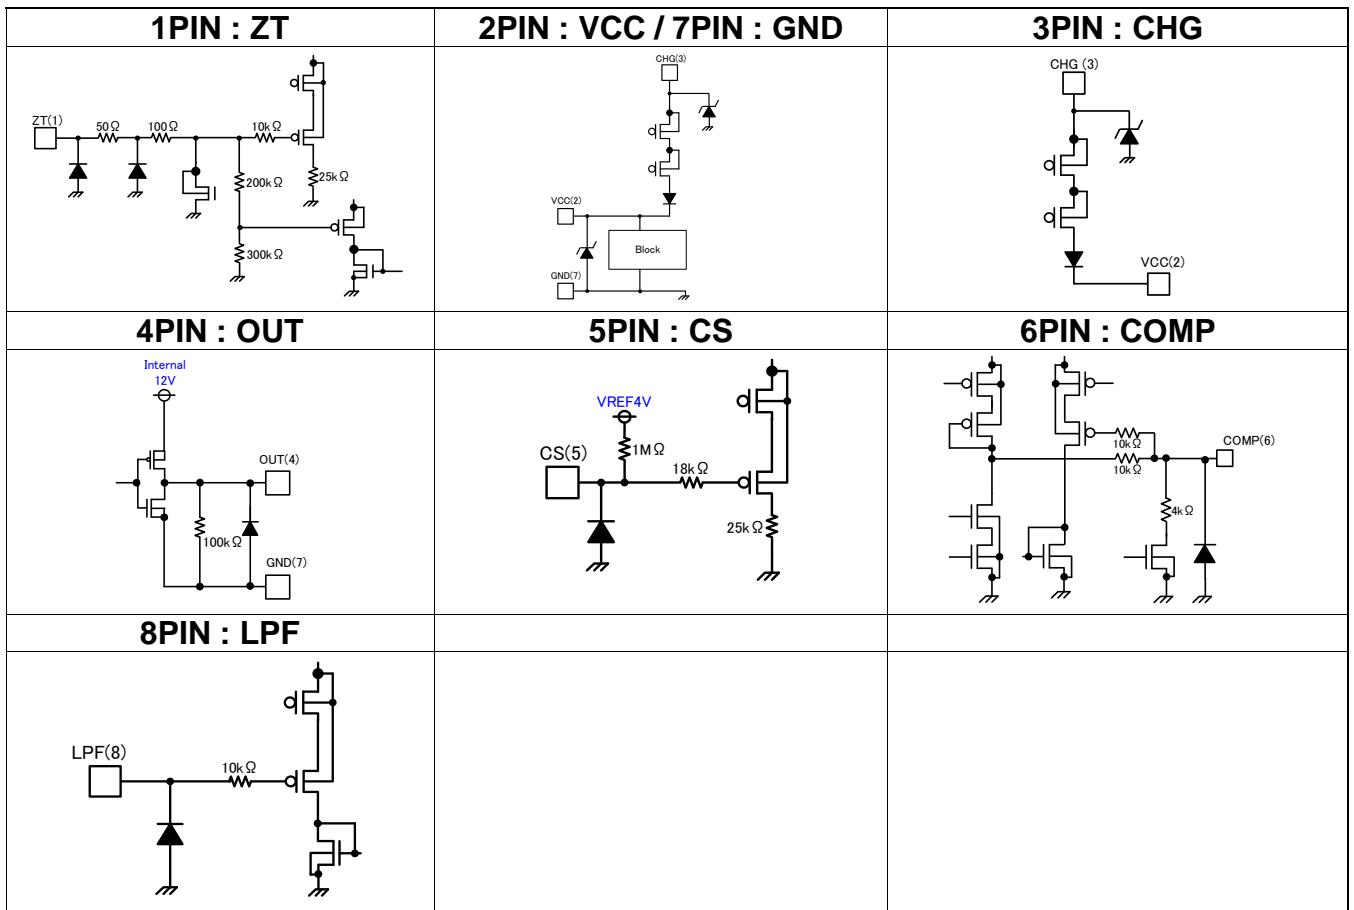 1PIN : ZT
2PIN : VCC / 7PIN : GND
3PIN : CHG
ZT(1)
50Ω
100Ω
10kΩ
25kΩ
200kΩ
300kΩ
CHG(3)
VCC(2)
Block
GND(7)
CHG (3)
VCC(2)
4PIN : OUT
5PIN : CS
6PIN : COMP
Internal
12V
OUT(4)
100kΩ
GND(7)
VREF4V
1MΩ
CS(5)
18kΩ
25kΩ
10kΩ
COMP(6)
10kΩ
4kΩ
8PIN : LPF
LPF(8)
10kΩ